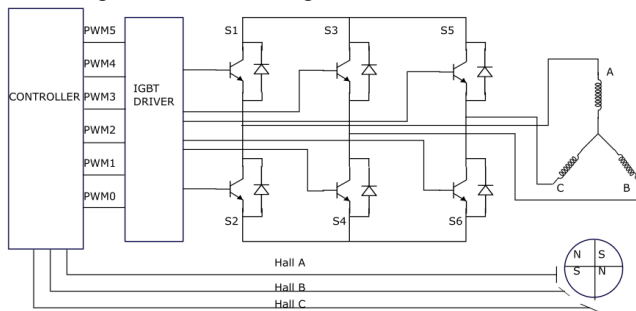 PWM5
S1
S3
S5
PWM4
A
CONTROLLER
PWM3
IGBT
DRIVER
PWM2
PWM1
C
B
PWM0
S2
S4
S6
Hall A
N S
S N
Hall B
Hall C